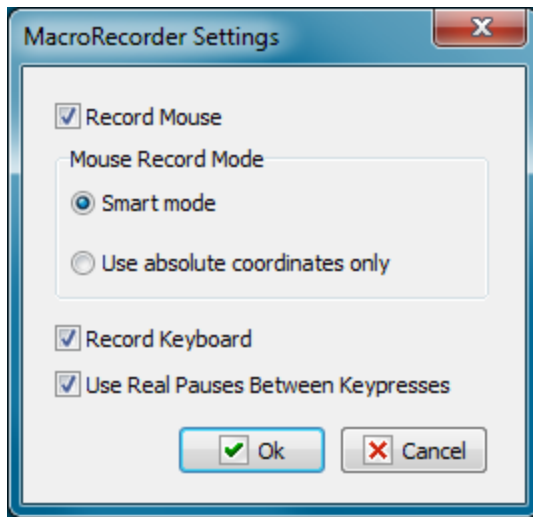 MacroRecorder Settings
Record Mouse
Mouse Record Mode
Smart mode
Use absolute coordinates only
Record Keyboard
Use Real Pauses Between Keypresses
Ok Cancel